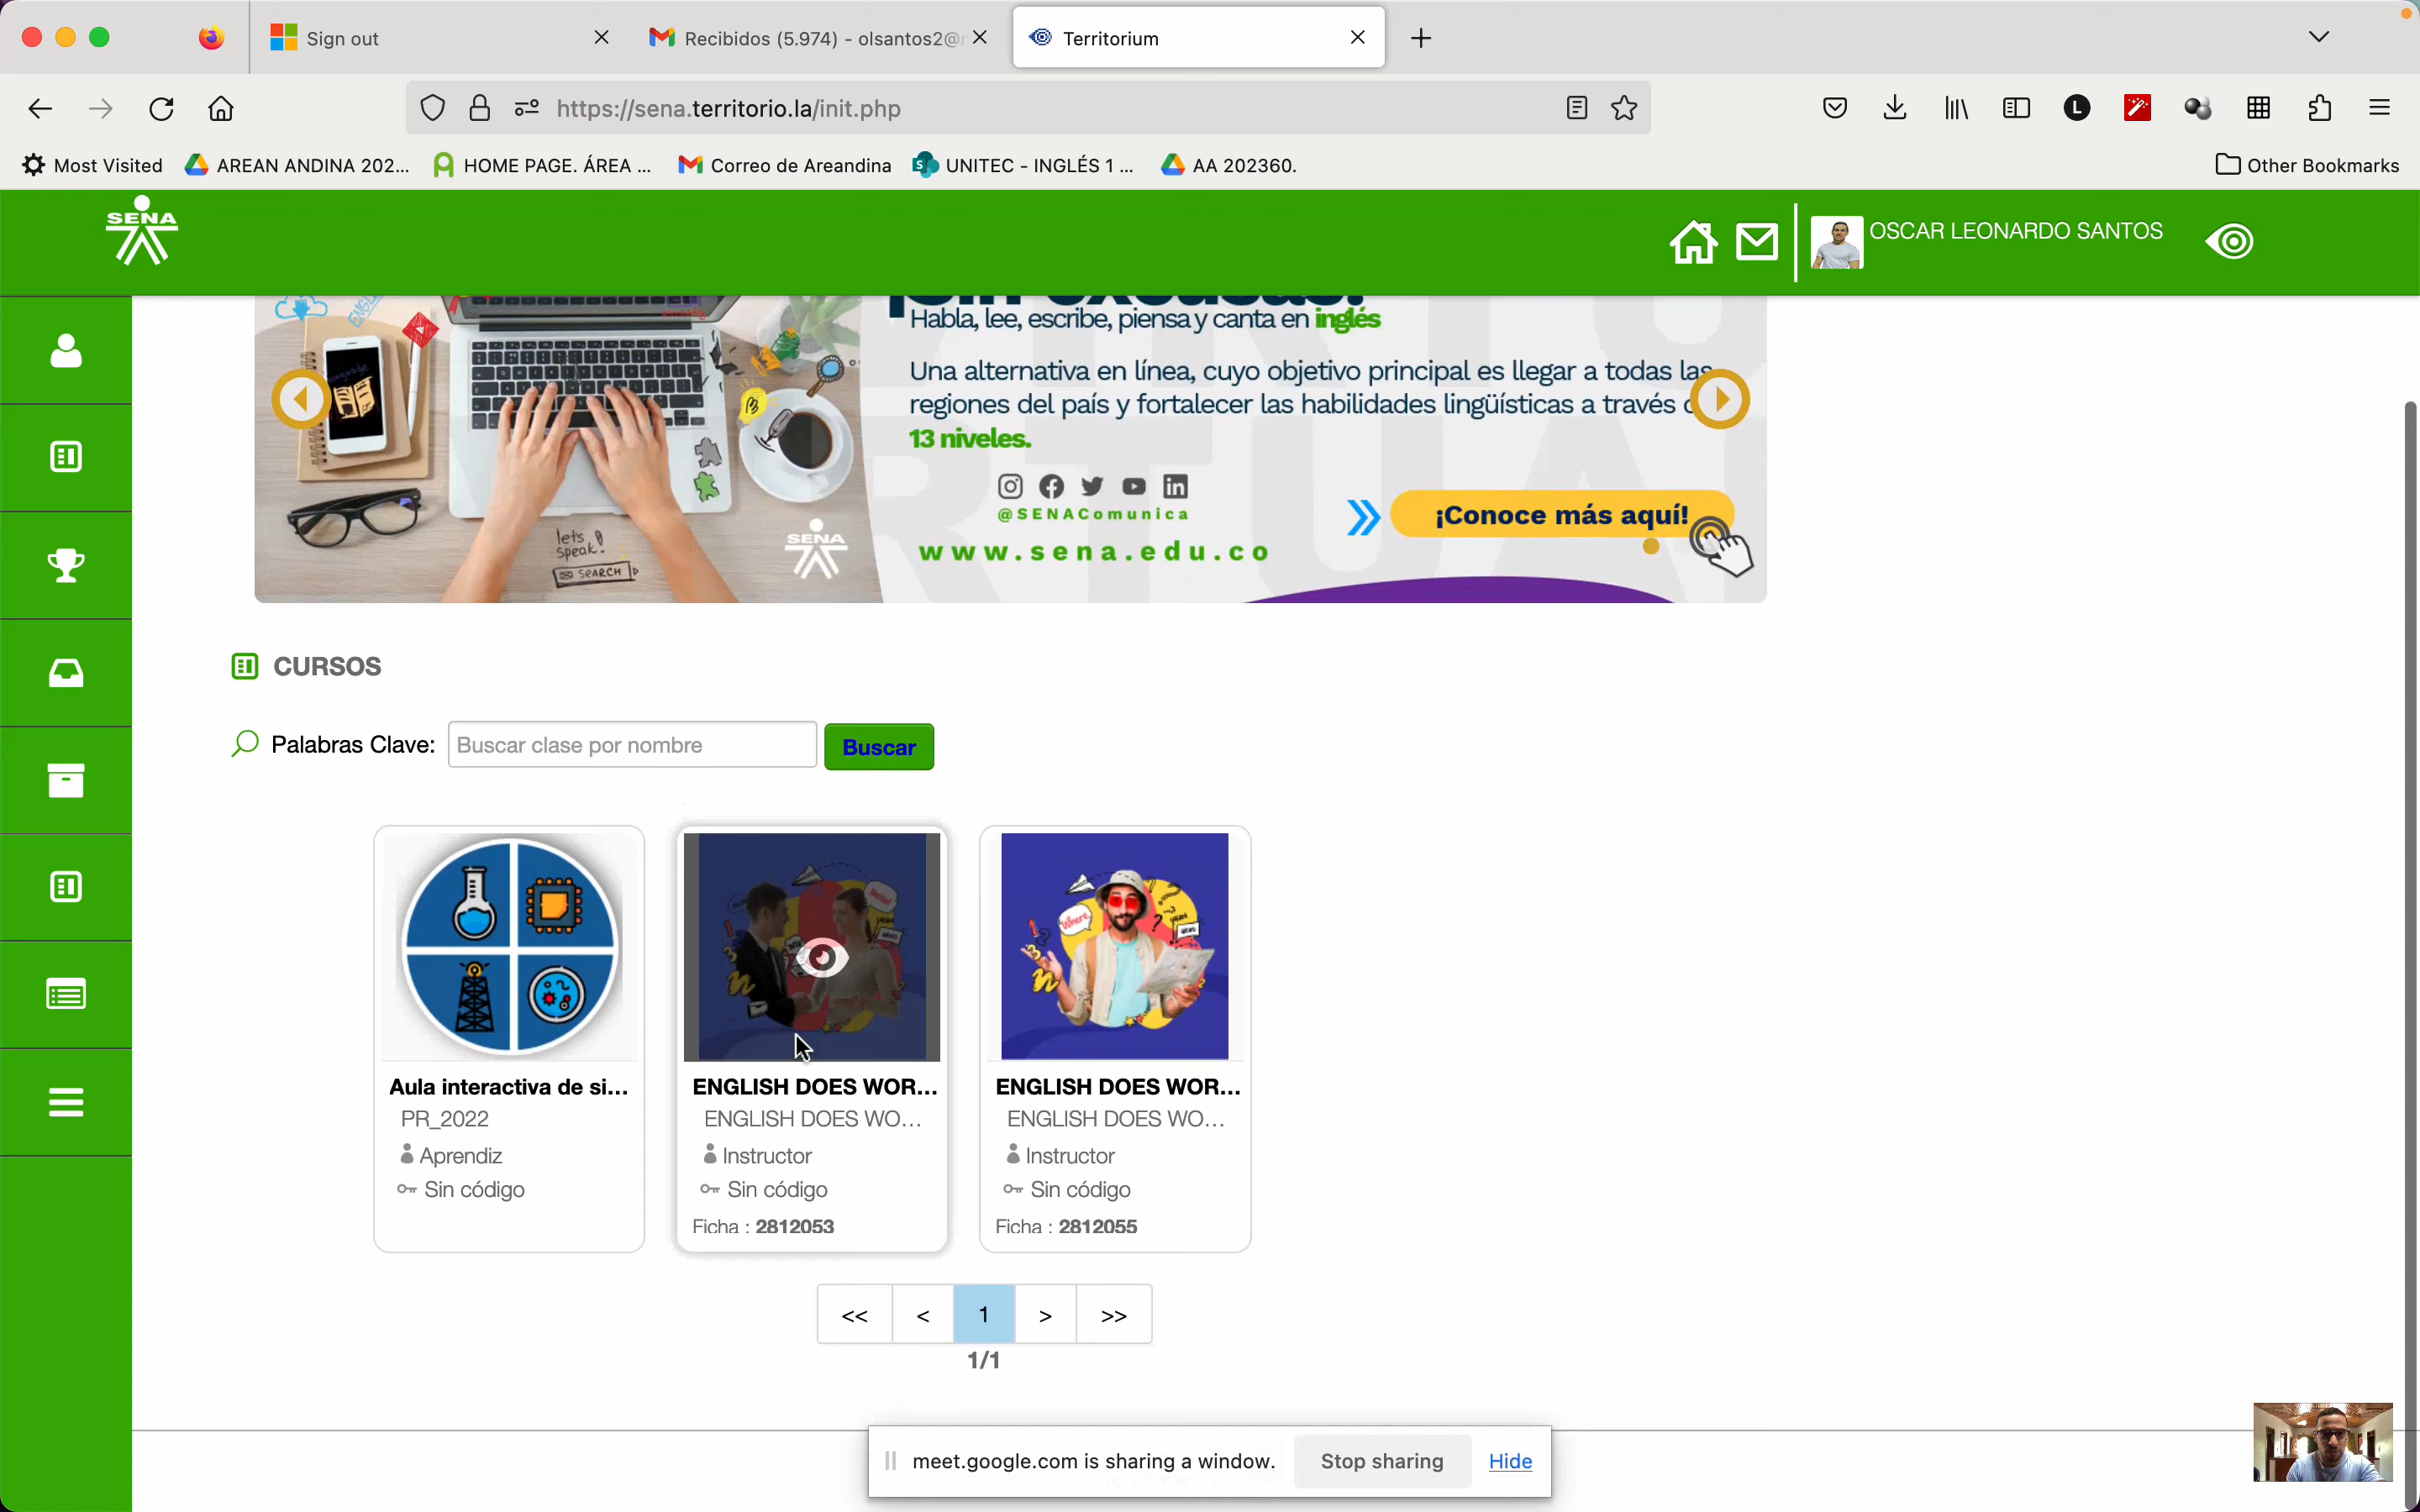 Sign out
Recibidos (5.974) - olsantos2@
Territorium
https://sena.territorio.la/init.php
L
Most Visited
AREAN ANDINA 202...
HOME PAGE. ÁREA ...
Correo de Areandina
UNITEC - INGLÉS 1 ...
AA 202360.
Other Bookmarks
SENA
OSCAR LEONARDO SANTOS
Habla, lee, escribe, piensa y canta en inglés
Una alternativa en línea, cuyo objetivo principal es llegar a todas las
regiones del país y fortalecer las habilidades lingüísticas a través
13 niveles.
@SENAComunica
¡Conoce más aquí!
www.sena.edu.co
let's speak!
SEARCH
SENA
CURSOS
Palabras Clave:
Buscar clase por nombre
Buscar
Aula interactiva de si...
PR_2022
Aprendiz
Sin código
ENGLISH DOES WOR...
ENGLISH DOES WO...
Instructor
Sin código
Ficha : 2812053
ENGLISH DOES WOR...
ENGLISH DOES WO...
Instructor
Sin código
Ficha : 2812055
<< < 1 > >>
1/1
meet.google.com is sharing a window.
Stop sharing
Hide